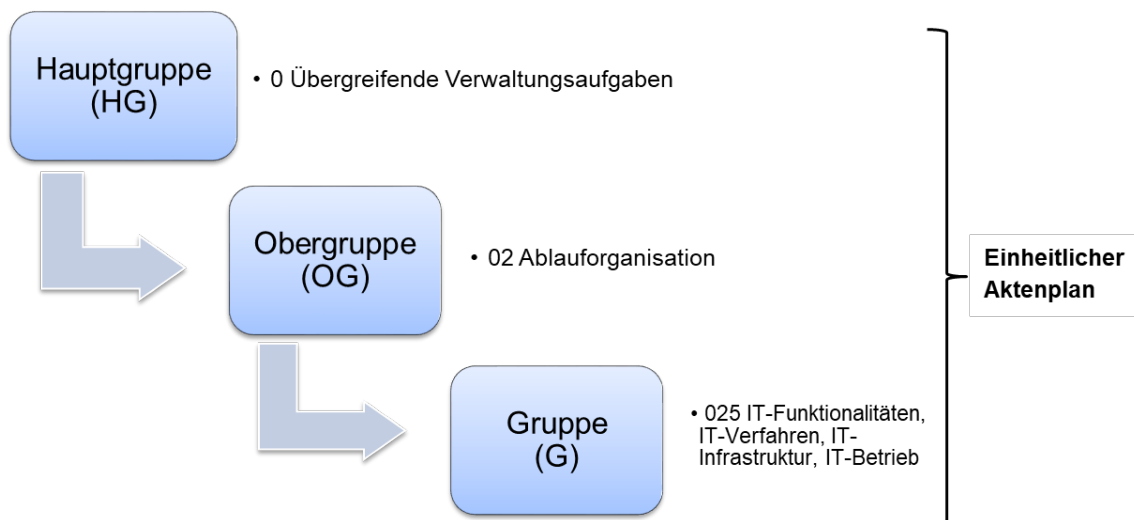 Hauptgruppe
(HG)
• 0 Übergreifende Verwaltungsaufgaben
Obergruppe
(OG)
• 02 Ablauforganisation
Einheitlicher
Aktenplan
Gruppe
(G)
• 025 IT-Funktionalitäten,
IT-Verfahren, IT-
Infrastruktur, IT-Betrieb